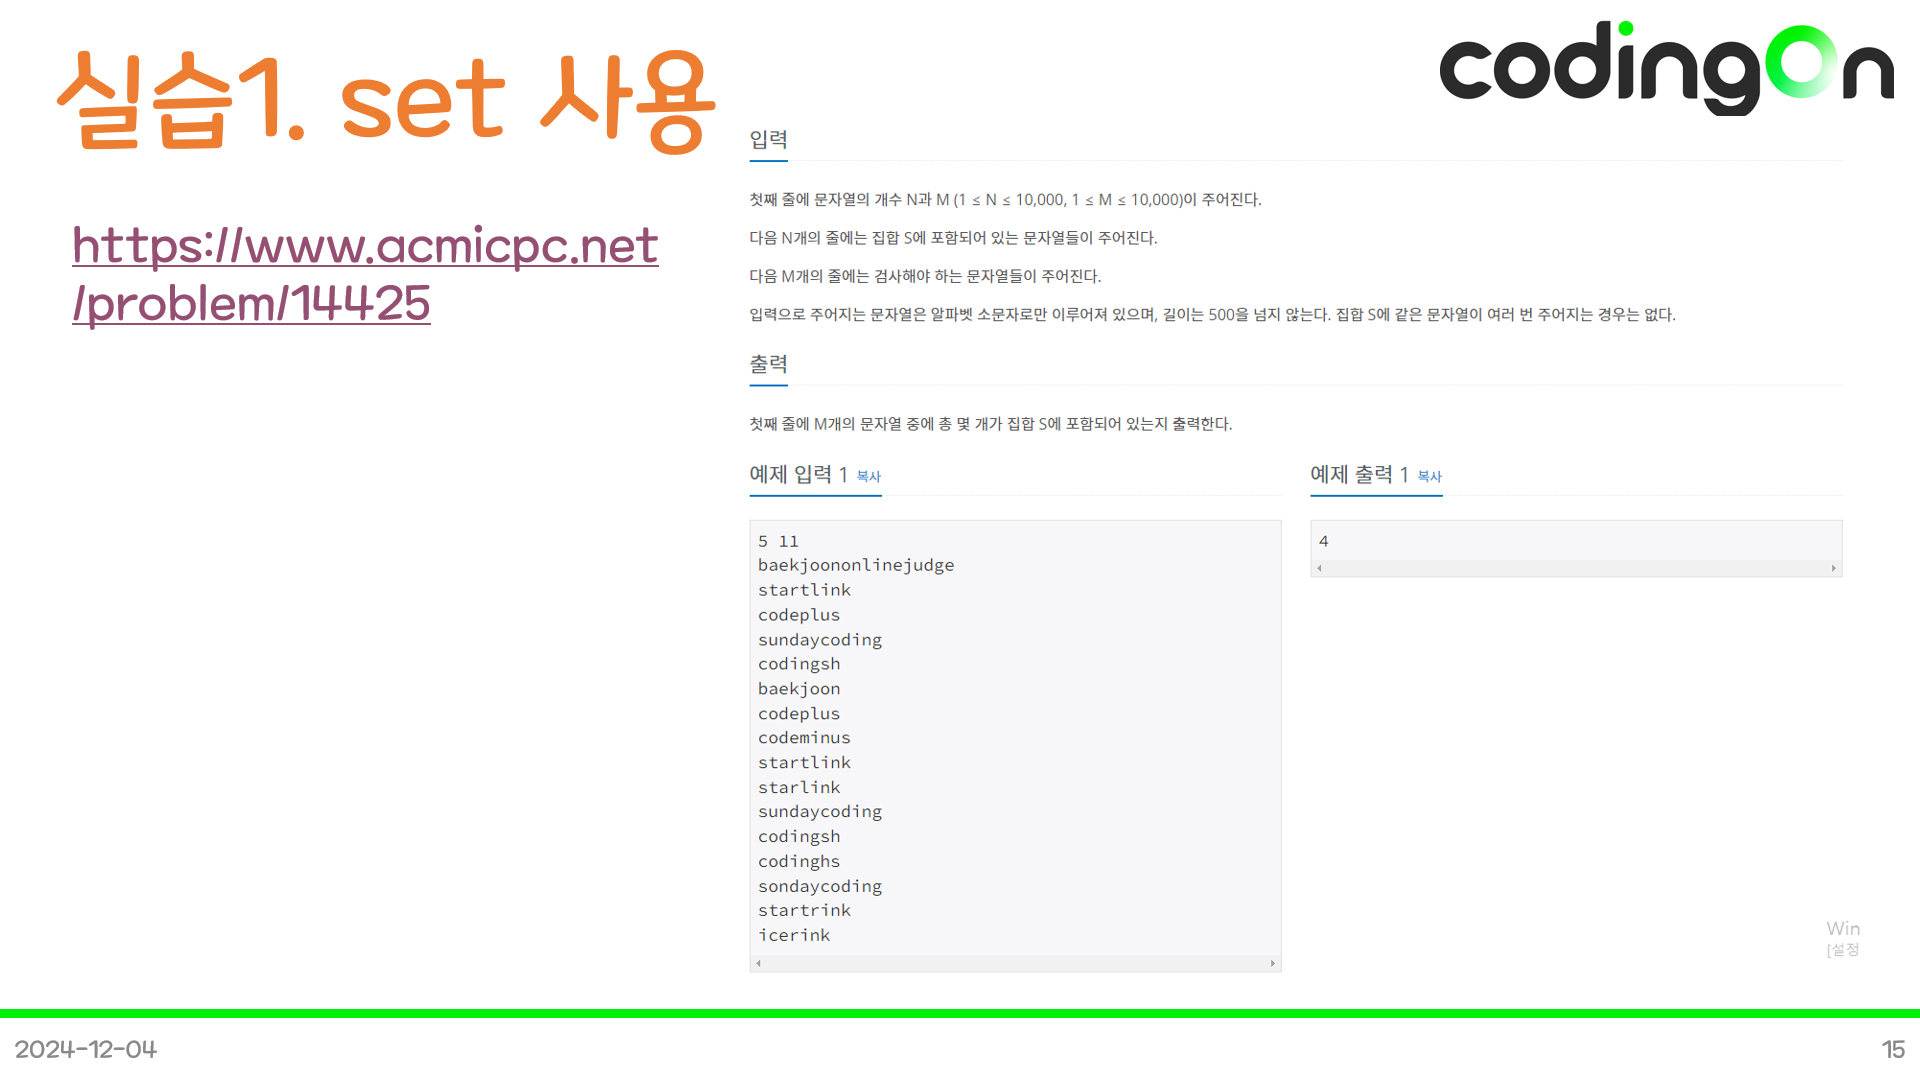 실습1. set 사용
codingOn
https://www.acmicpc.net
/problem/14425
입력
첫째 줄에 문자열의 개수 N과 M (1 ≤ N ≤ 10,000, 1 ≤ M ≤ 10,000)이 주어진다.
다음 N개의 줄에는 집합 S에 포함되어 있는 문자열들이 주어진다.
다음 M개의 줄에는 검사해야 하는 문자열들이 주어진다.
입력으로 주어지는 문자열은 알파벳 소문자로만 이루어져 있으며, 길이는 500을 넘지 않는다. 집합 S에 같은 문자열이 여러 번 주어지는 경우는 없다.
출력
첫째 줄에 M개의 문자열 중에 총 몇 개가 집합 S에 포함되어 있는지 출력한다.
예제 입력 1 복사
5 11
baekjoononlinejudge
startlink
codeplus
sundaycoding
codingsh
baekjoon
codeplus
codeminus
startlink
starlink
sundaycoding
codingsh
codinghs
sondaycoding
startrink
icerink
예제 출력 1 복사
4
Win
[설정
2024-12-04
15